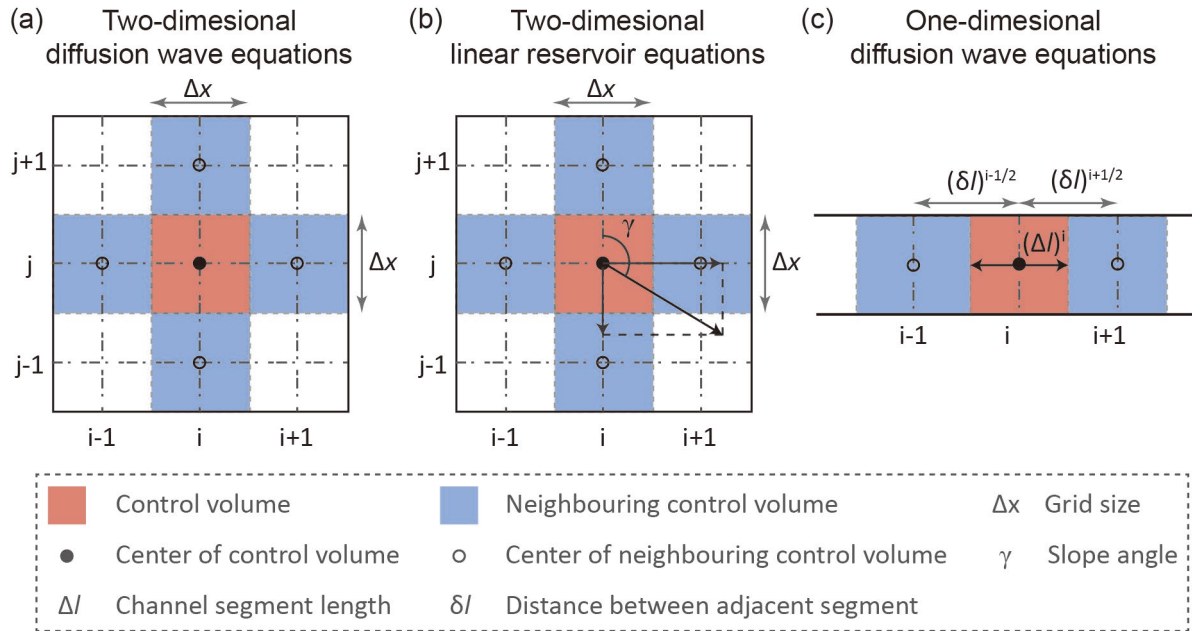 (a) Two-dimesional
diffusion wave equations
Δx
j+1
j
j-1
Δx
i-1 i i+1
(b) Two-dimesional
linear reservoir equations
Δx
j+1
j
j-1
γ
Δx
i-1 i i+1
(c) One-dimesional
diffusion wave equations
(δl)i-1/2 (δl)i+1/2
(Δl)i
i-1 i i+1
Control volume Neighbouring control volume Δx Grid size
Center of control volume Center of neighbouring control volume γ Slope angle
Δl Channel segment length δl Distance between adjacent segment